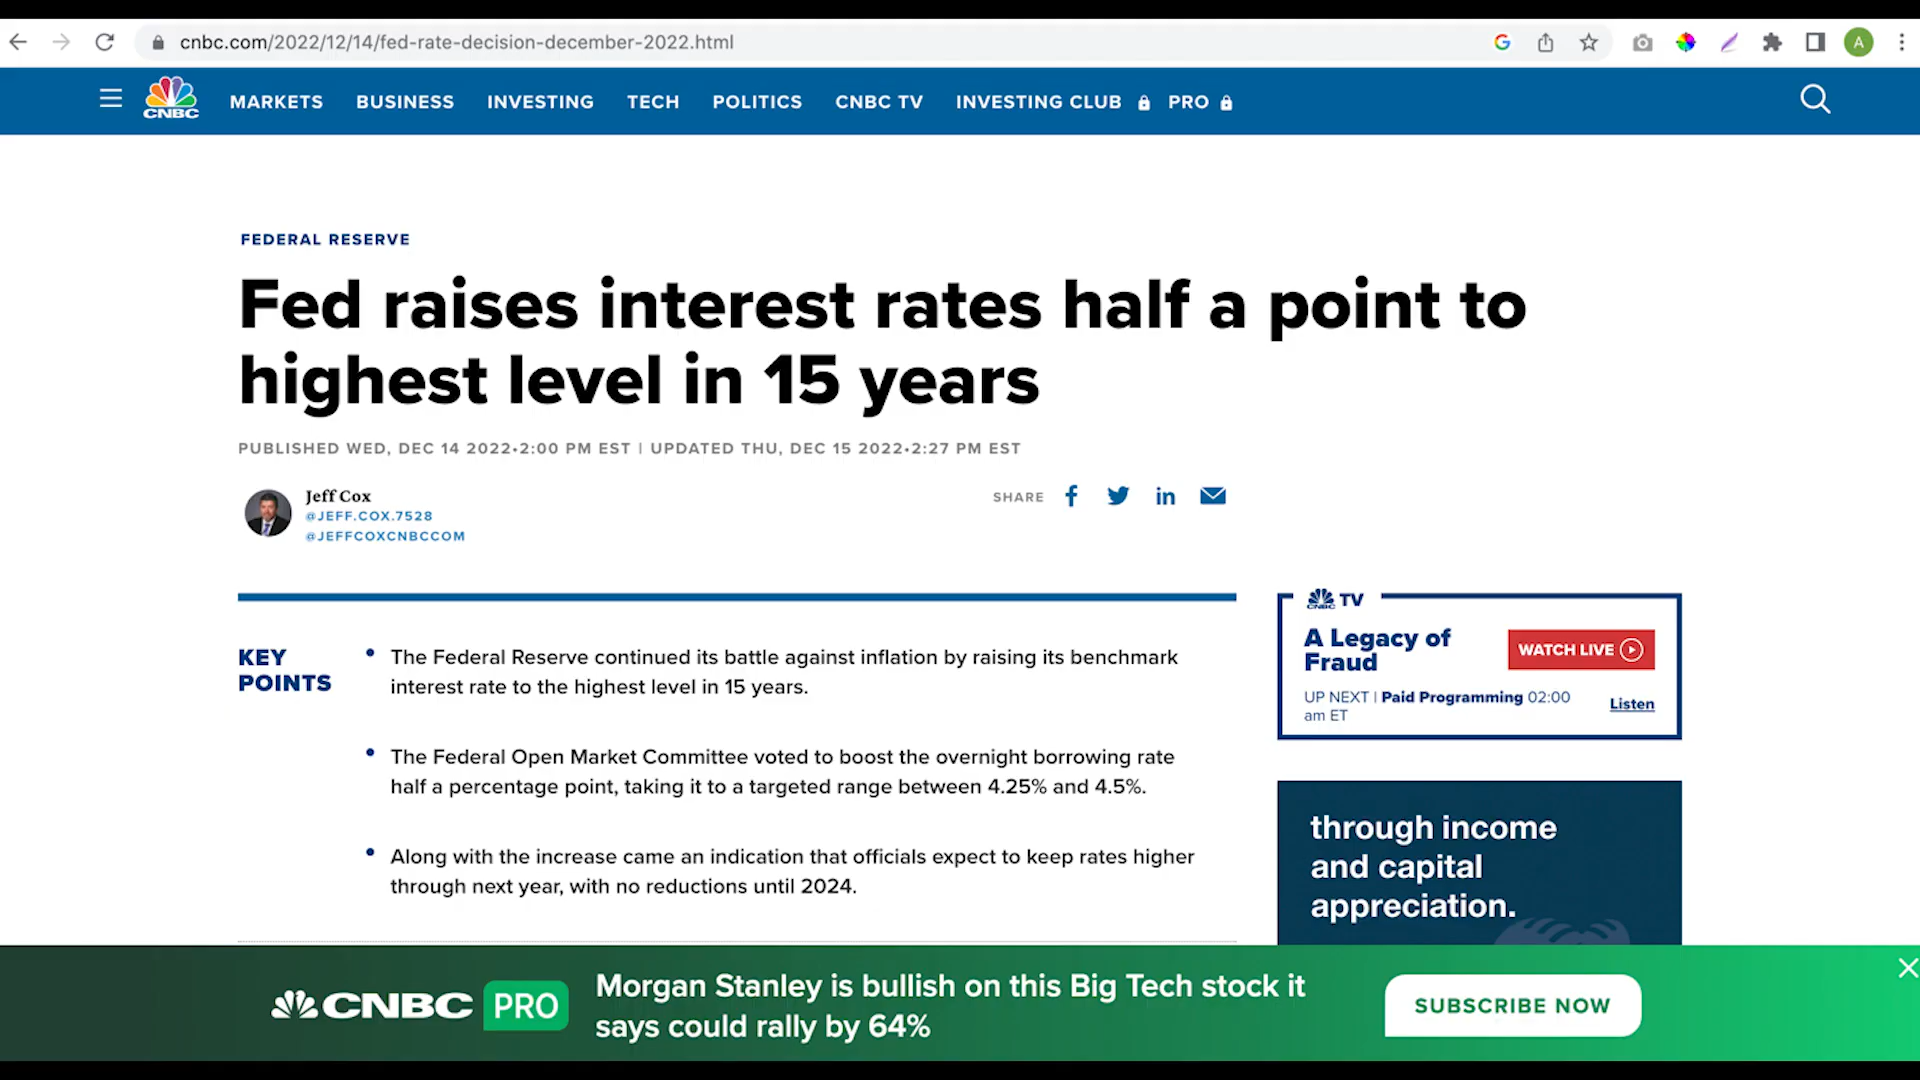 cnbc.com/2022/12/14/fed-rate-decision-december-2022.html
A
CNBC
MARKETS BUSINESS INVESTING TECH POLITICS CNBC TV INVESTING CLUB PRO
FEDERAL RESERVE
Fed raises interest rates half a point to
highest level in 15 years
PUBLISHED WED, DEC 14 2022•2:00 PM EST | UPDATED THU, DEC 15 2022•2:27 PM EST
Jeff Cox
@JEFF.COX.7528
@JEFFCOXCNBCCOM
SHARE
KEY
POINTS
The Federal Reserve continued its battle against inflation by raising its benchmark
interest rate to the highest level in 15 years.
The Federal Open Market Committee voted to boost the overnight borrowing rate
half a percentage point, taking it to a targeted range between 4.25% and 4.5%.
Along with the increase came an indication that officials expect to keep rates higher
through next year, with no reductions until 2024.
CNBC TV
A Legacy of
Fraud
WATCH LIVE
UP NEXT | Paid Programming 02:00
am ET
Listen
through income
and capital
appreciation.
CNBC PRO
Morgan Stanley is bullish on this Big Tech stock it
says could rally by 64%
SUBSCRIBE NOW